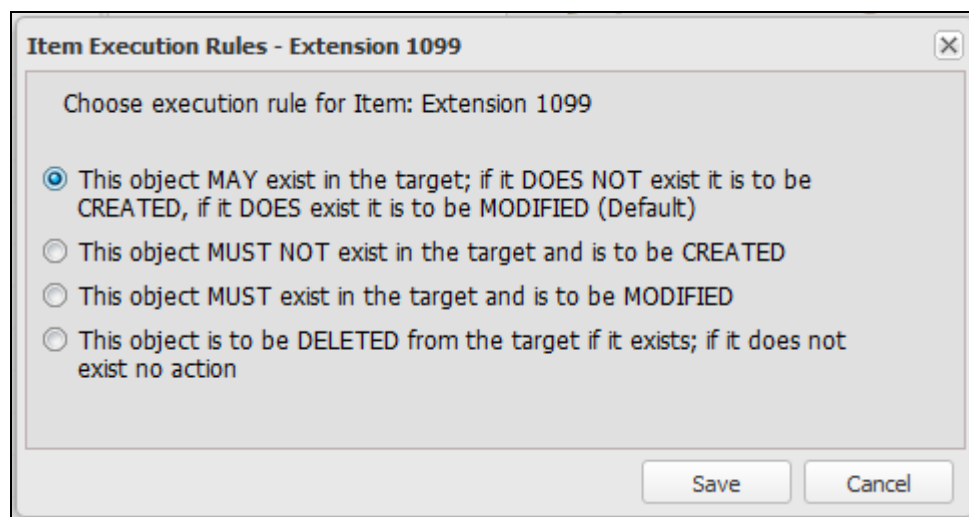 Item Execution Rules - Extension 1099
Choose execution rule for Item: Extension 1099
This object MAY exist in the target; if it DOES NOT exist it is to be
CREATED, if it DOES exist it is to be MODIFIED (Default)
This object MUST NOT exist in the target and is to be CREATED
This object MUST exist in the target and is to be MODIFIED
This object is to be DELETED from the target if it exists; if it does not
exist no action
Save Cancel